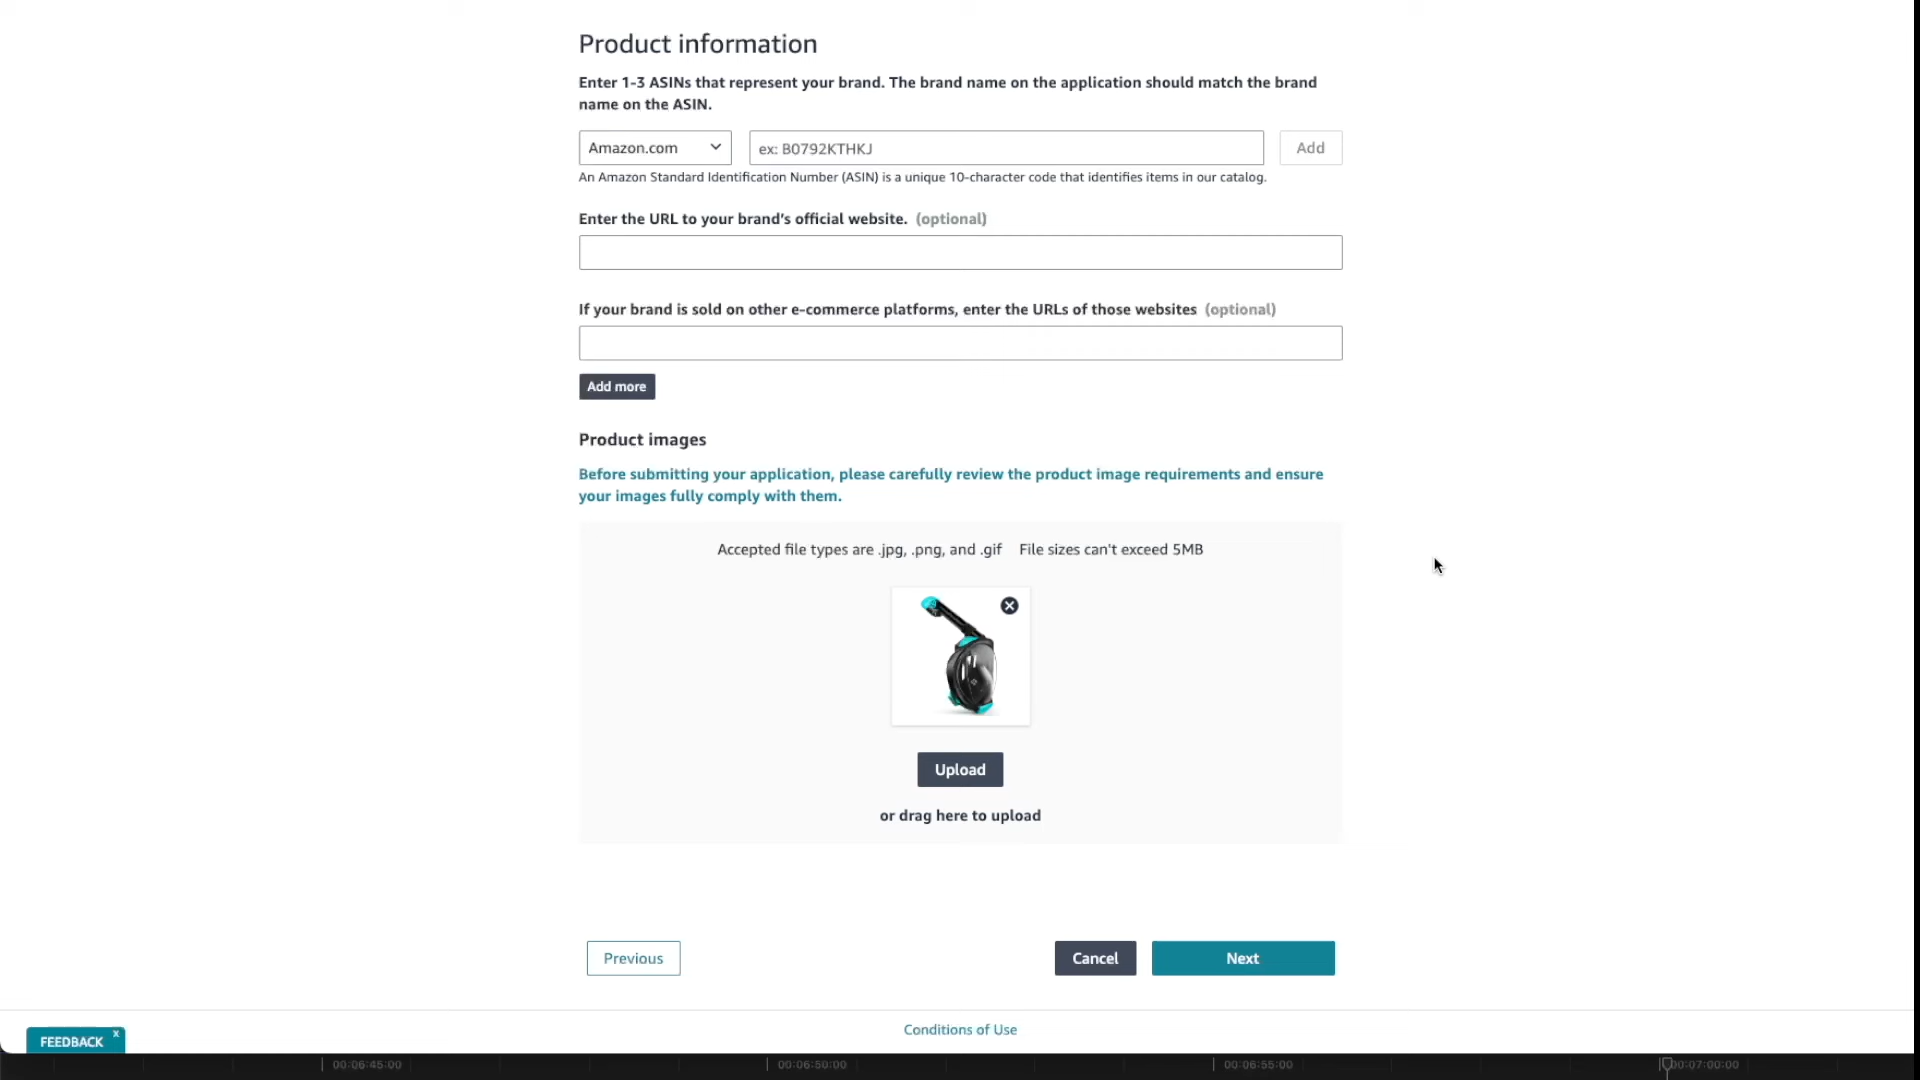 Product information
Enter 1-3 ASINs that represent your brand. The brand name on the application should match the brand
name on the ASIN.
Amazon.com
ex: B0792KTHKJ
Add
An Amazon Standard Identification Number (ASIN) is a unique 10-character code that identifies items in our catalog.
Enter the URL to your brand's official website. (optional)
If your brand is sold on other e-commerce platforms, enter the URLs of those websites (optional)
Add more
Product images
Before submitting your application, please carefully review the product image requirements and ensure
your images fully comply with them.
Accepted file types are .jpg, .png, and .gif File sizes can't exceed 5MB
Upload
or drag here to upload
Previous
Cancel
Next
Conditions of Use
FEEDBACK x
00:06:45:00 00:06:50:00 00:06:55:00 00:07:00:00